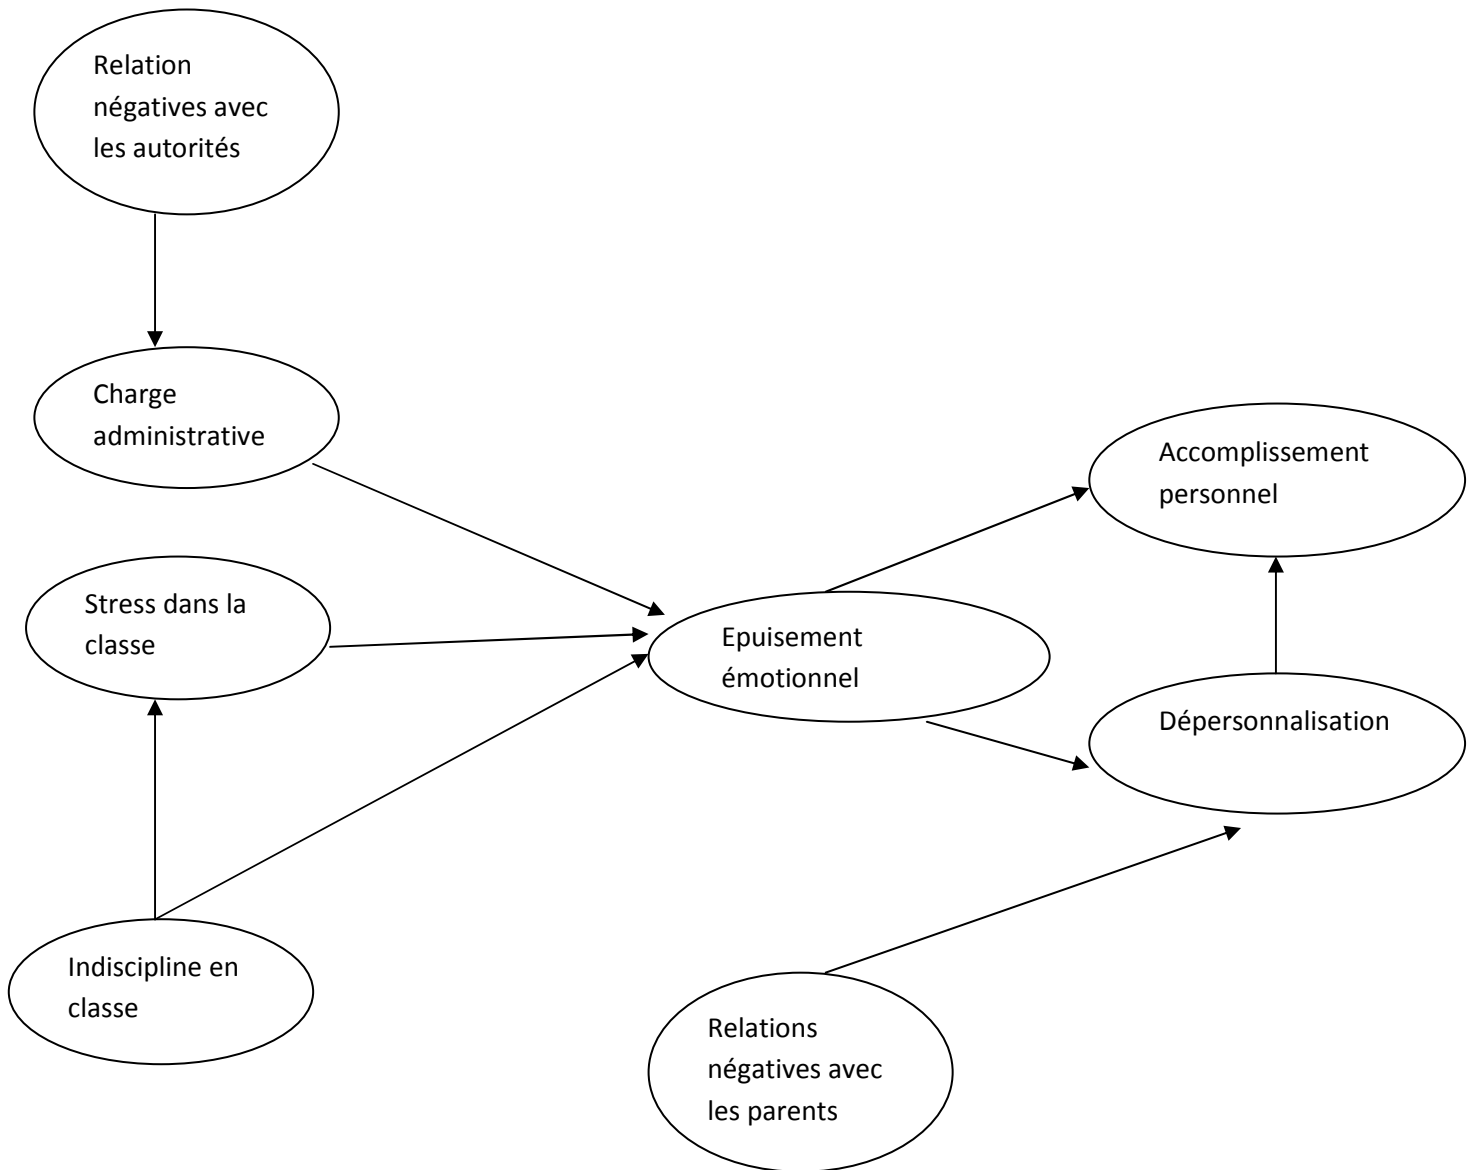 Relation
négatives avec
les autorités
Charge
administrative
Accomplissement
personnel
Stress dans la
classe
Epuisement
émotionnel
Dépersonnalisation
Indiscipline en
classe
Relations
négatives avec
les parents